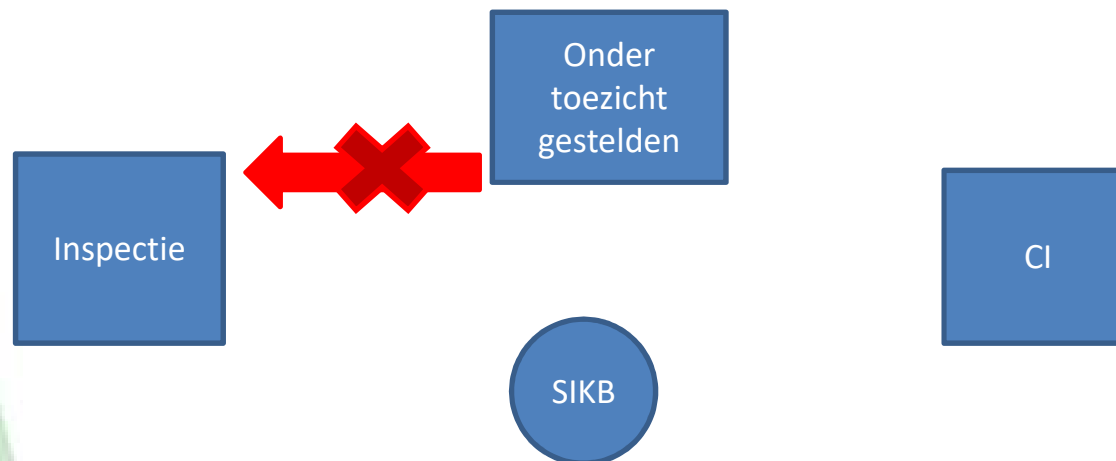 Onder
toezicht
gestelden
Inspectie
CI
SIKB